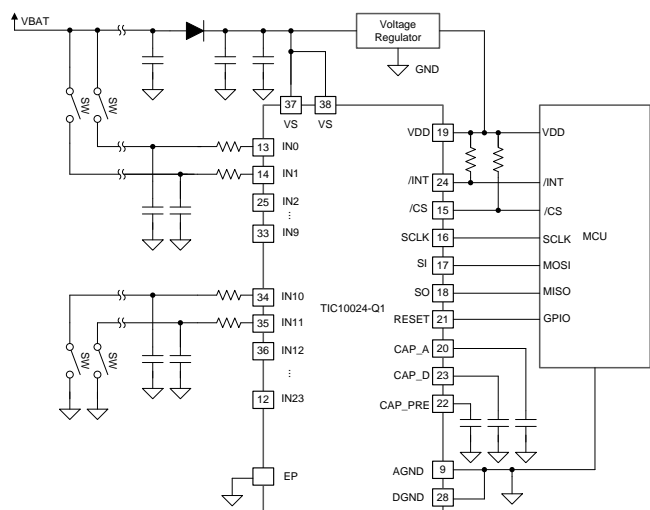 VBAT
Voltage
Regulator
GND
SW
SW
37
38
VS
VS
VDD
19
VDD
13
IN0
14
IN1
/INT
24
/INT
25
IN2
/CS
15
/CS
⋮
33
IN9
SCLK
16
SCLK
MCU
SI
17
MOSI
34
IN10
SO
18
MISO
TIC10024-Q1
35
IN11
RESET
21
GPIO
SW
SW
36
IN12
CAP_A
20
⋮
CAP_D
23
12
IN23
CAP_PRE
22
EP
AGND
9
DGND
28